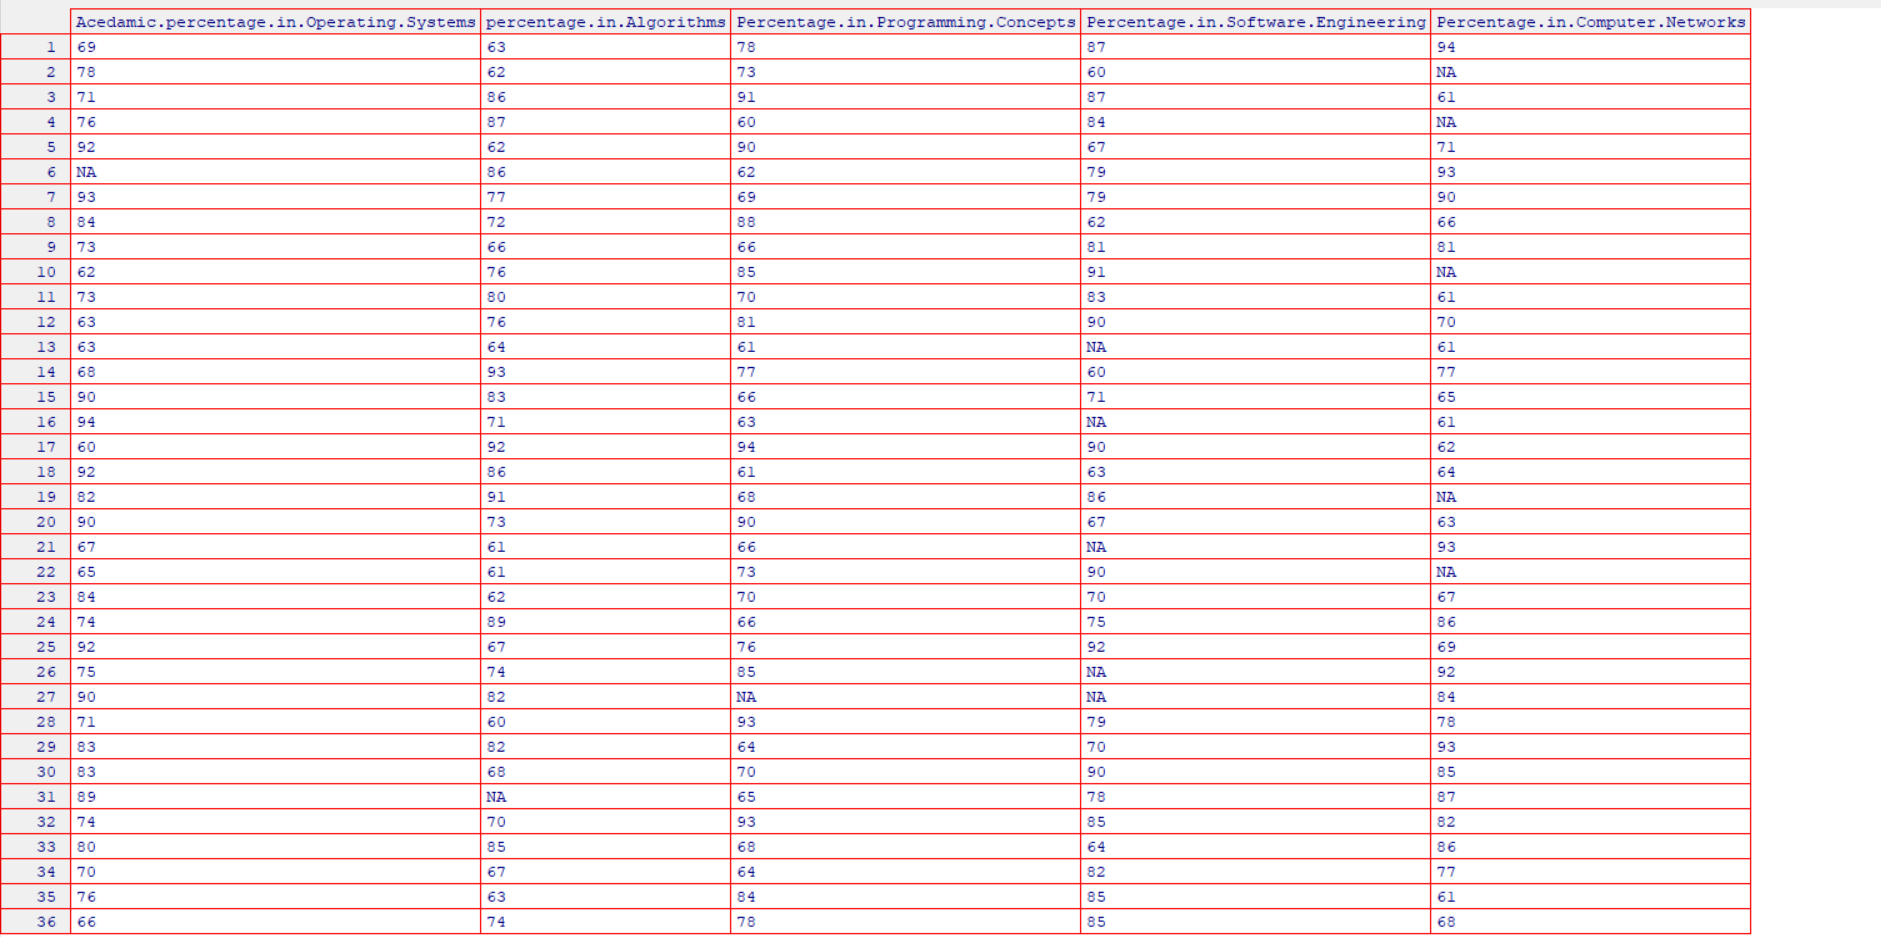 Acedamic.percentage.in.Operating.Systems percentage.in.Algorithms Percentage.in.Programming.Concepts Percentage.in.Software.Engineering Percentage.in.Computer.Networks
1 69 63 78 87 94
2 78 62 73 60 NA
3 71 86 91 87 61
4 76 87 60 84 NA
5 92 62 90 67 71
6 NA 86 62 79 93
7 93 77 69 79 90
8 84 72 88 62 66
9 73 66 66 81 81
10 62 76 85 91 NA
11 73 80 70 83 61
12 63 76 81 90 70
13 63 64 61 NA 61
14 68 93 77 60 77
15 90 83 66 71 65
16 94 71 63 NA 61
17 60 92 94 90 62
18 92 86 61 63 64
19 82 91 68 86 NA
20 90 73 90 67 63
21 67 61 66 NA 93
22 65 61 73 90 NA
23 84 62 70 70 67
24 74 89 66 75 86
25 92 67 76 92 69
26 75 74 85 NA 92
27 90 82 NA NA 84
28 71 60 93 79 78
29 83 82 64 70 93
30 83 68 70 90 85
31 89 NA 65 78 87
32 74 70 93 85 82
33 80 85 68 64 86
34 70 67 64 82 77
35 76 63 84 85 61
36 66 74 78 85 68